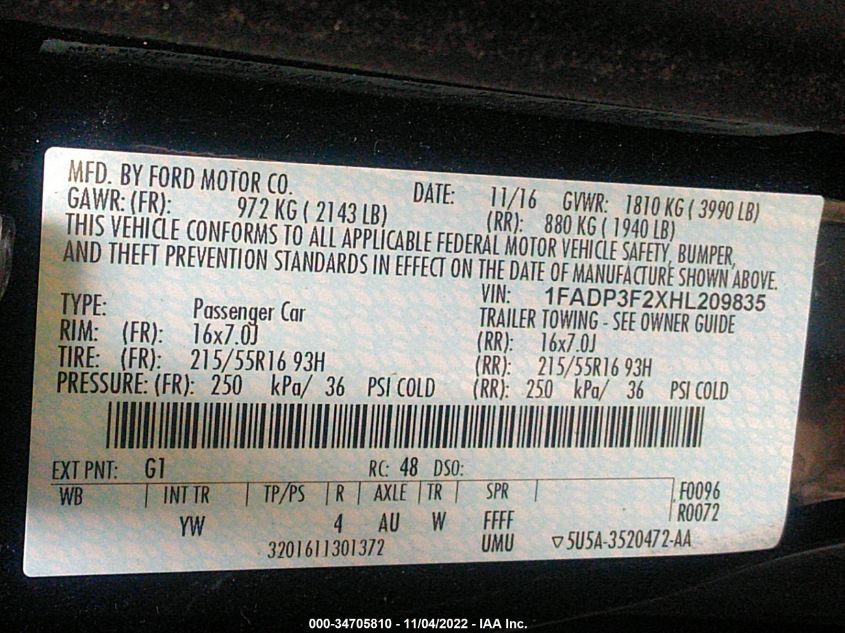 MFD. BY FORD MOTOR CO. DATE: 11/16 GVWR: 1810 KG ( 3990 LB)
GAWR: (FR): 972 KG ( 2143 LB) (RR): 880 KG ( 1940 LB)
THIS VEHICLE CONFORMS TO ALL APPLICABLE FEDERAL MOTOR VEHICLE SAFETY, BUMPER,
AND THEFT PREVENTION STANDARDS IN EFFECT ON THE DATE OF MANUFACTURE SHOWN ABOVE.
VIN: 1FADP3F2XHL209835
TYPE: Passenger Car TRAILER TOWING - SEE OWNER GUIDE
RIM: (FR): 16x7.0J (RR): 16x7.0J
TIRE: (FR): 215/55R16 93H (RR): 215/55R16 93H
PRESSURE: (FR): 250 kPa/ 36 PSI COLD (RR): 250 kPa/ 36 PSI COLD
EXT PNT: G1 RC: 48 DSO:
WB INT TR TP/PS R AXLE TR SPR F0096
YW 4 AU W FFFF R0072
3201611301372 UMU ▽5U5A-3520472-AA
000-34705810 - 11/04/2022 - IAA Inc.